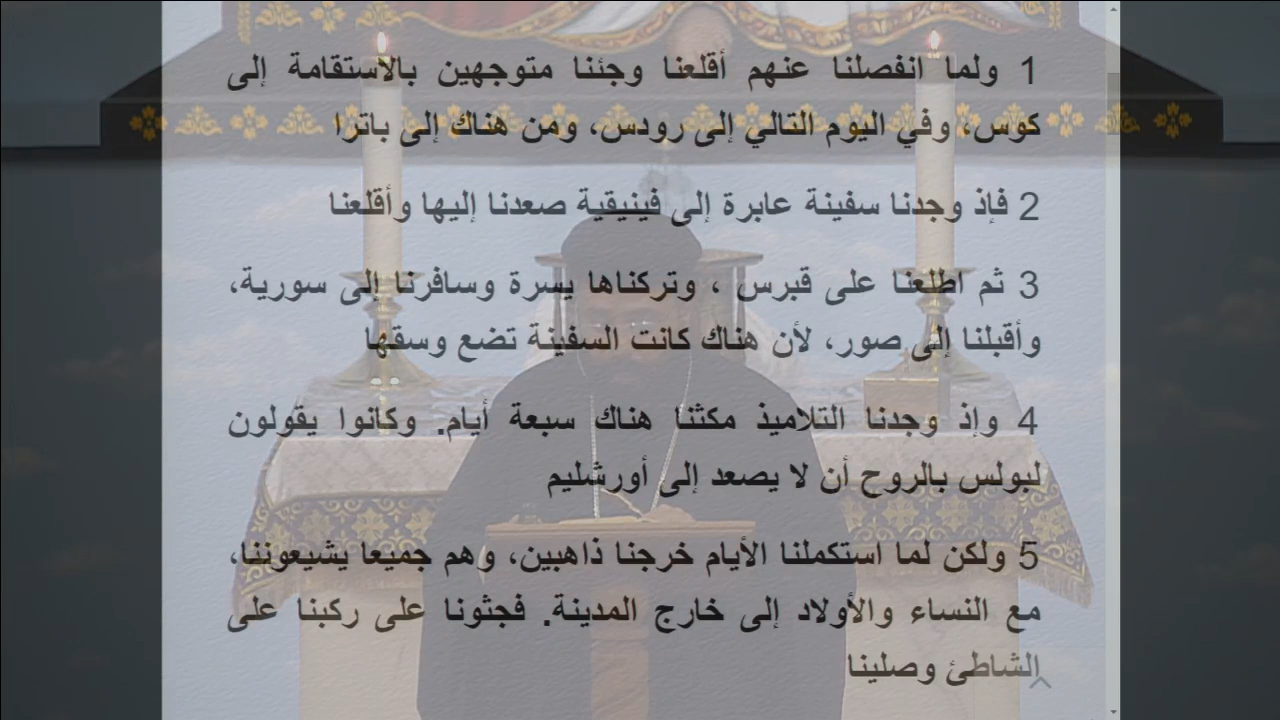 1 ولما انفصلنا عنهم أقلعنا وجئنا متوجهين بالاستقامة إلى
كوس، وفي اليوم التالي إلى رودس، ومن هناك إلى باترا
2 فإذ وجدنا سفينة عابرة إلى فينيقية صعدنا إليها وأقلعنا
3 ثم اطلعنا على قبرس ، وتركناها يسرة وسافرنا إلى سورية،
وأقبلنا إلى صور، لأن هناك كانت السفينة تضع وسقها
4 وإذ وجدنا التلاميذ مكثنا هناك سبعة أيام. وكانوا يقولون
لبولس بالروح أن لا يصعد إلى أورشليم
5 ولكن لما استكملنا الأيام خرجنا ذاهبين، وهم جميعا يشيعوننا،
مع النساء والأولاد إلى خارج المدينة. فجثونا على ركبنا على
الشاطئ وصلينا